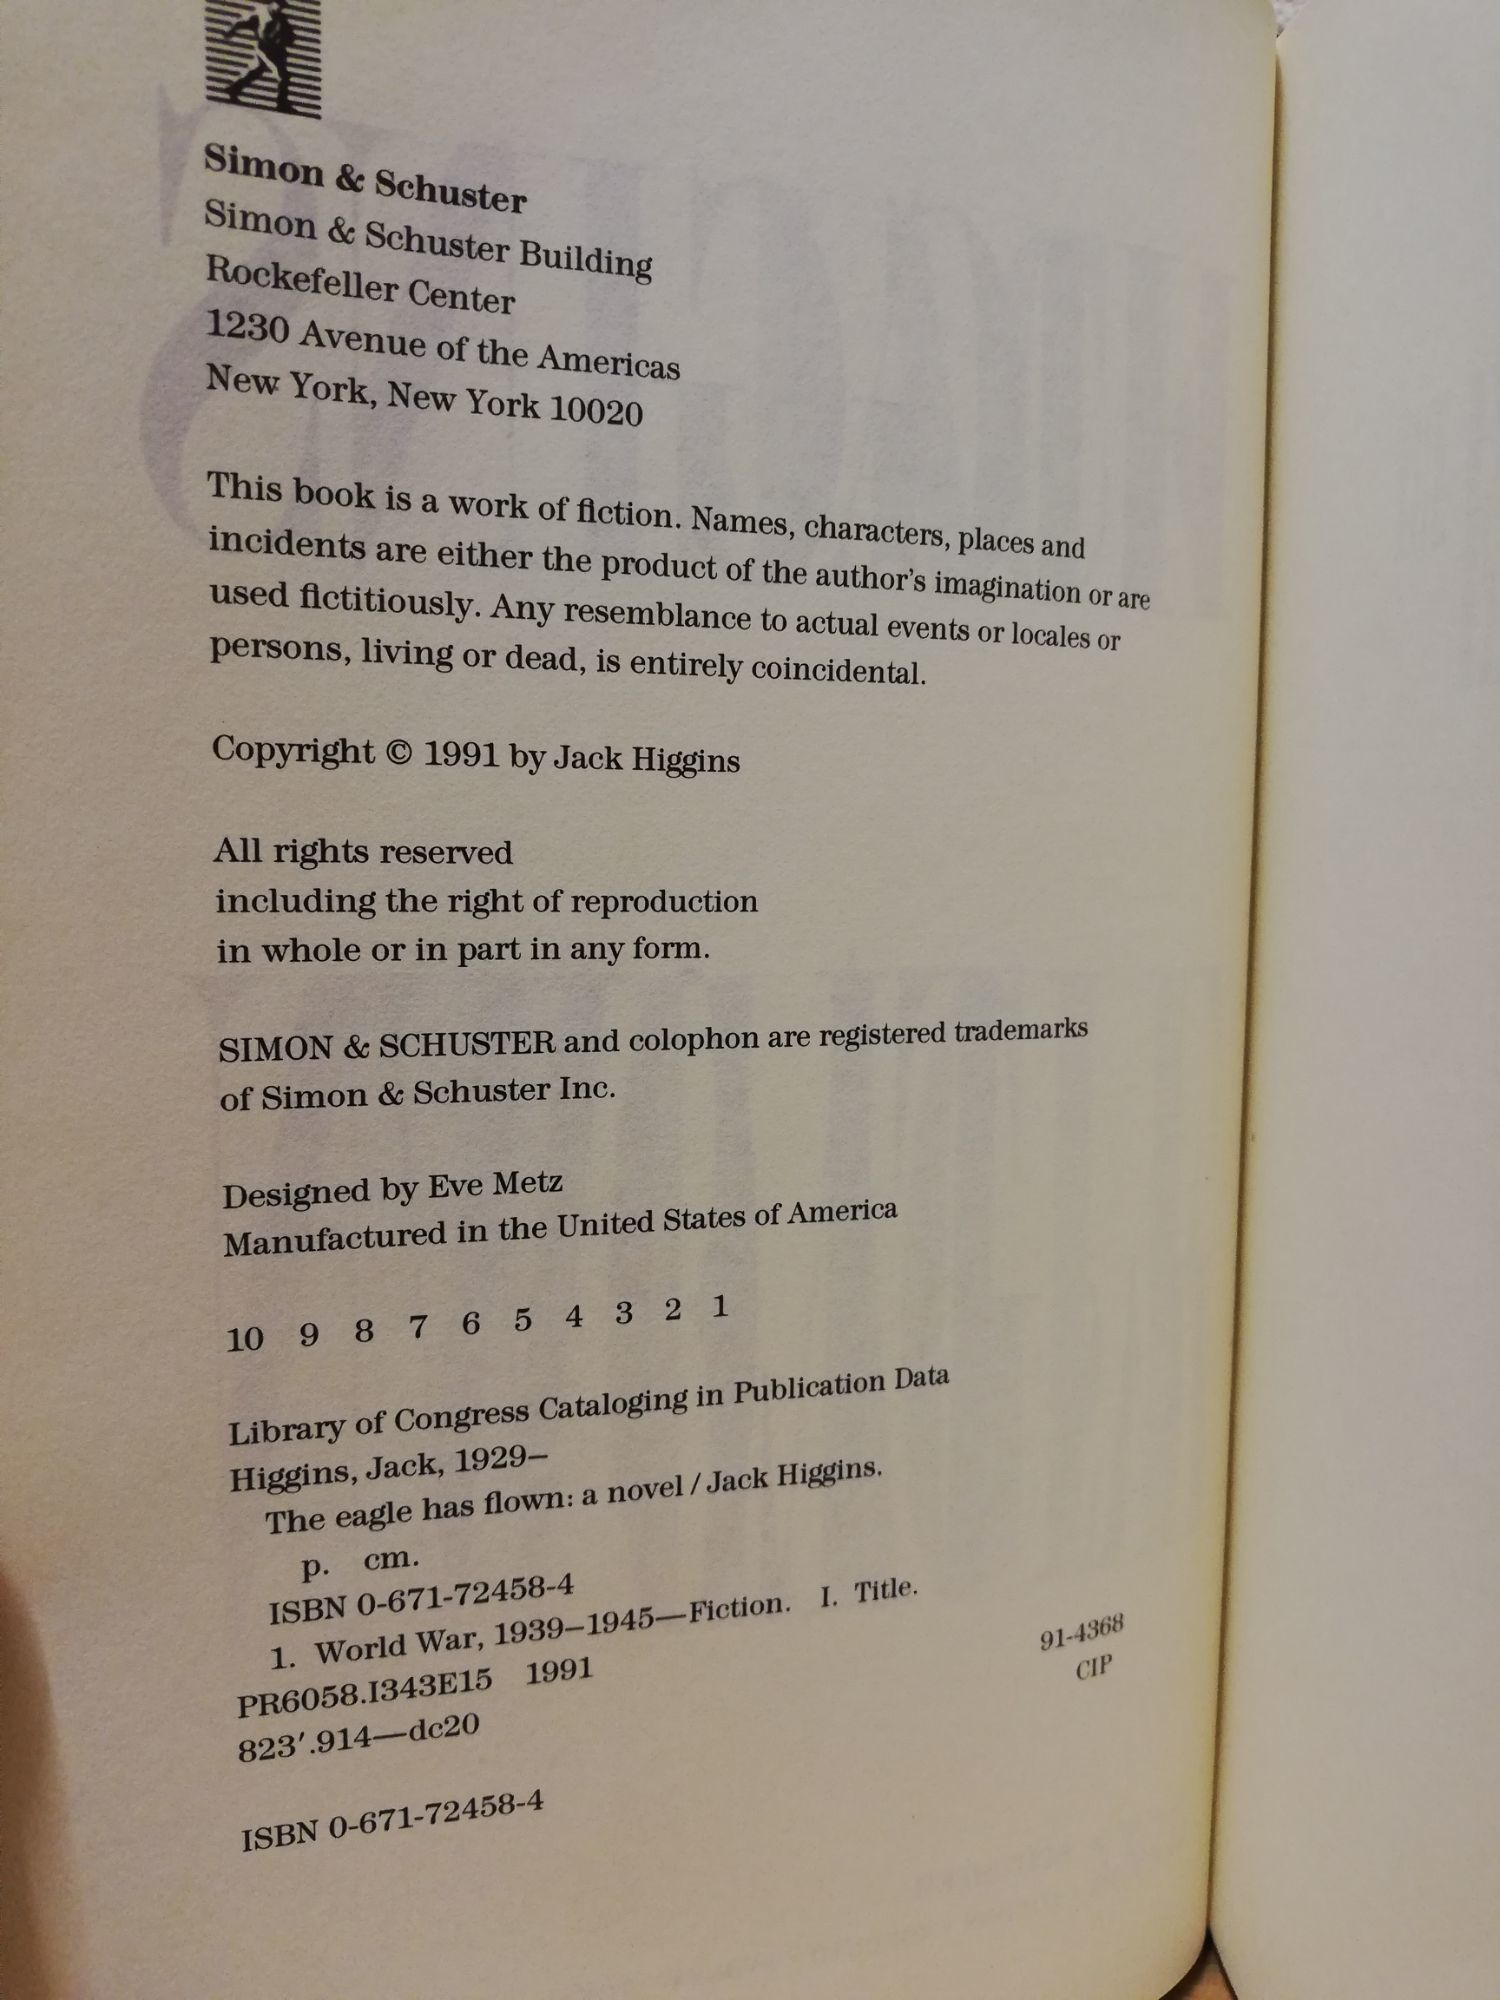 Simon & Schuster
Simon & Schuster Building
Rockefeller Center
1230 Avenue of the Americas
New York, New York 10020
This book is a work of fiction. Names, characters, places and
incidents are either the product of the author's imagination or are
used fictitiously. Any resemblance to actual events or locales or
persons, living or dead, is entirely coincidental.
Copyright © 1991 by Jack Higgins
All rights reserved
including the right of reproduction
in whole or in part in any form.
SIMON & SCHUSTER and colophon are registered trademarks
of Simon & Schuster Inc.
Designed by Eve Metz
Manufactured in the United States of America
10 9 8 7 6 5 4 3 2 1
Library of Congress Cataloging in Publication Data
Higgins, Jack, 1929–
The eagle has flown: a novel / Jack Higgins.
p. cm.
ISBN 0-671-72458-4
1. World War, 1939–1945—Fiction. I. Title.
PR6058.I343E15 1991
823′.914—dc20
91-4368
CIP
ISBN 0-671-72458-4